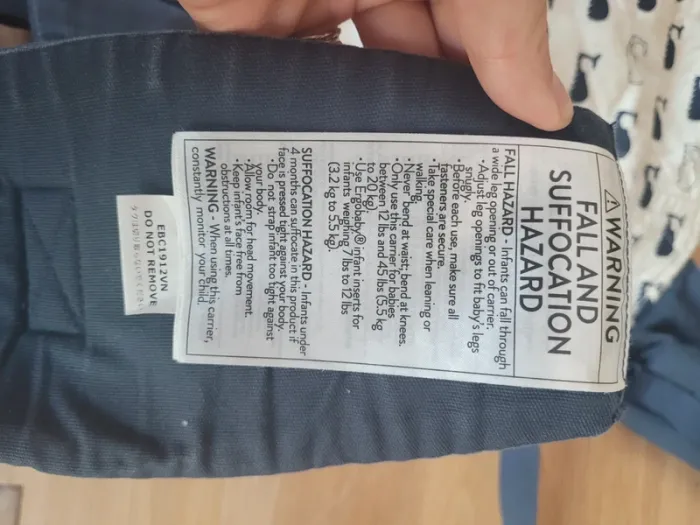 ⚠WARNING
FALL AND
SUFFOCATION
HAZARD
FALL HAZARD - Infants can fall through
a wide leg opening or out of carrier.
•Adjust leg openings to fit baby's legs
snugly.
•Before each use, make sure all
fasteners are secure.
•Take special care when leaning or
walking.
•Never bend at waist; bend at knees.
•Only use this carrier for babies
between 12 lbs and 45 lbs (5.5 kg
to 20 kg).
•Use Ergobaby® infant inserts for
infants weighing 7 lbs to 12 lbs
(3.2 kg to 5.5 kg).
SUFFOCATION HAZARD - Infants under
4 months can suffocate in this product if
face is pressed tight against your body.
•Do not strap infant too tight against
your body.
•Allow room for head movement.
•Keep infant's face free from
obstructions at all times.
WARNING - When using this carrier,
constantly monitor your child.
EBC1912VN
DO NOT REMOVE